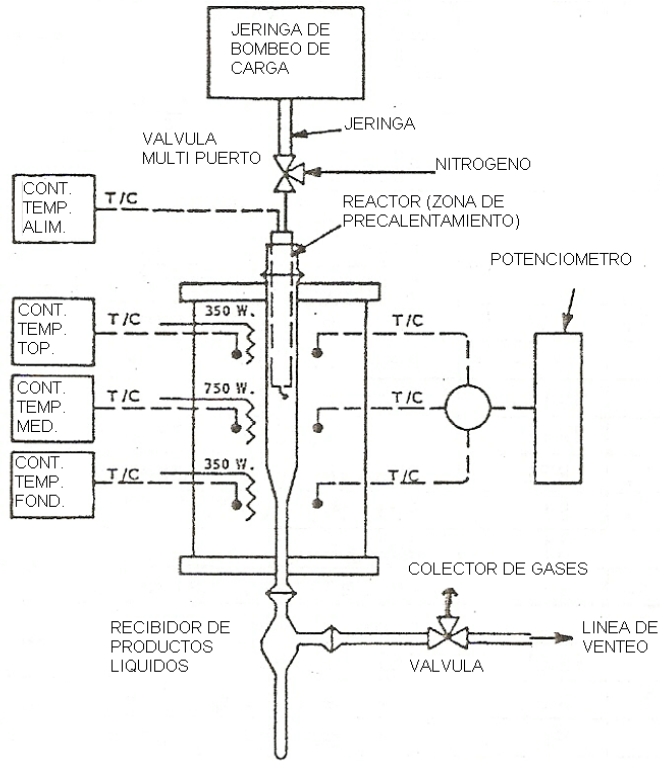 JERINGA DE
BOMBEO DE
CARGA
JERINGA
VALVULA
MULTI PUERTO
NITROGENO
CONT.
TEMP.
ALIM.
T/C
REACTOR (ZONA DE
PRECALENTAMIENTO)
POTENCIOMETRO
CONT.
TEMP.
TOP.
T/C
350 W.
T/C
CONT.
TEMP.
MED.
T/C
750 W.
T/C
CONT.
TEMP.
FOND.
T/C
350 W.
T/C
COLECTOR DE GASES
RECIBIDOR DE
PRODUCTOS
LIQUIDOS
VALVULA
LINEA DE
VENTEO